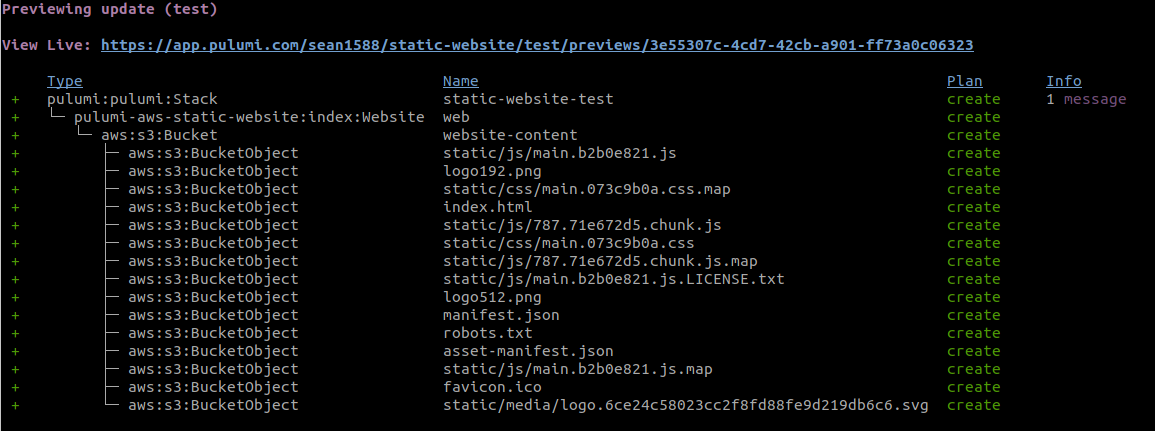 Previewing update (test)
View Live: https://app.pulumi.com/sean1588/static-website/test/previews/3e55307c-4cd7-42cb-a901-ff73a0c06323
Type Name Plan Info
+ pulumi:pulumi:Stack static-website-test create 1 message
+ └─ pulumi-aws-static-website:index:Website web create
+ └─ aws:s3:Bucket website-content create
+ ├─ aws:s3:BucketObject static/js/main.b2b0e821.js create
+ ├─ aws:s3:BucketObject logo192.png create
+ ├─ aws:s3:BucketObject static/css/main.073c9b0a.css.map create
+ ├─ aws:s3:BucketObject index.html create
+ ├─ aws:s3:BucketObject static/js/787.71e672d5.chunk.js create
+ ├─ aws:s3:BucketObject static/css/main.073c9b0a.css create
+ ├─ aws:s3:BucketObject static/js/787.71e672d5.chunk.js.map create
+ ├─ aws:s3:BucketObject static/js/main.b2b0e821.js.LICENSE.txt create
+ ├─ aws:s3:BucketObject logo512.png create
+ ├─ aws:s3:BucketObject manifest.json create
+ ├─ aws:s3:BucketObject robots.txt create
+ ├─ aws:s3:BucketObject asset-manifest.json create
+ ├─ aws:s3:BucketObject static/js/main.b2b0e821.js.map create
+ ├─ aws:s3:BucketObject favicon.ico create
+ └─ aws:s3:BucketObject static/media/logo.6ce24c58023cc2f8fd88fe9d219db6c6.svg create